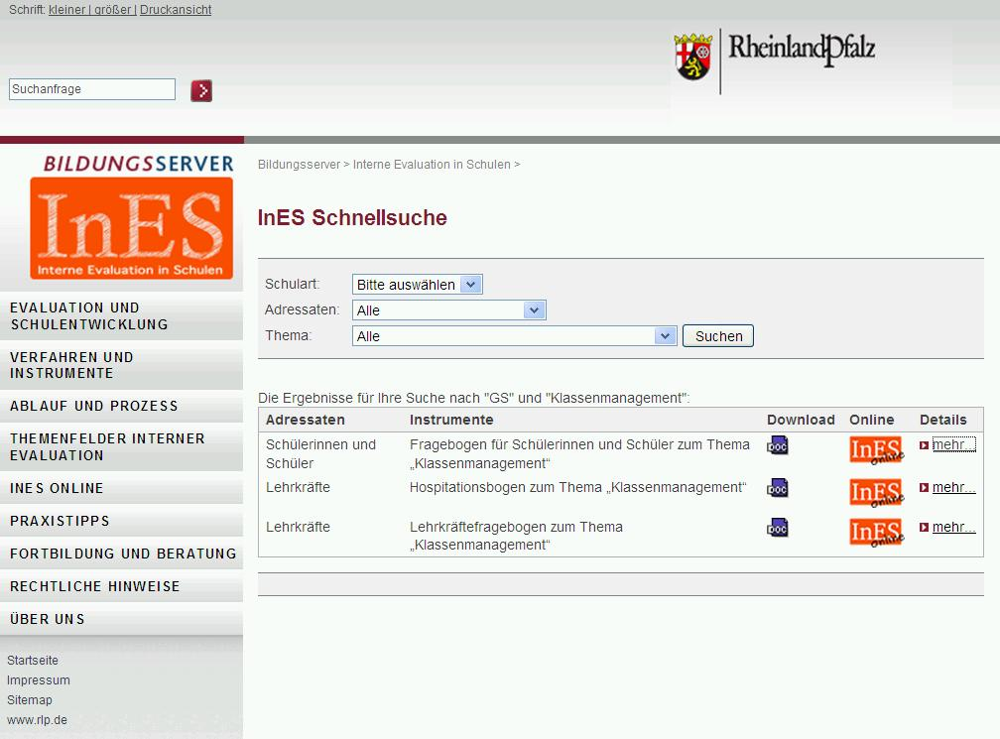 Schrift: kleiner | größer | Druckansicht
RheinlandPfalz
Suchanfrage
BILDUNGSSERVER
InES
Interne Evaluation in Schulen
EVALUATION UND
SCHULENTWICKLUNG
VERFAHREN UND
INSTRUMENTE
ABLAUF UND PROZESS
THEMENFELDER INTERNER
EVALUATION
INES ONLINE
PRAXISTIPPS
FORTBILDUNG UND BERATUNG
RECHTLICHE HINWEISE
ÜBER UNS
Startseite
Impressum
Sitemap
www.rlp.de
Bildungsserver > Interne Evaluation in Schulen >
InES Schnellsuche
Schulart: Bitte auswählen
Adressaten: Alle
Thema: Alle Suchen
Die Ergebnisse für Ihre Suche nach "GS" und "Klassenmanagement":
Adressaten Instrumente Download Online Details
Schülerinnen und Fragebogen für Schülerinnen und Schüler zum Thema DOC InES Online mehr...
Schüler „Klassenmanagement“
Lehrkräfte Hospitationsbogen zum Thema „Klassenmanagement“ DOC InES Online mehr...
Lehrkräfte Lehrkräftefragebogen zum Thema DOC InES Online mehr...
„Klassenmanagement“